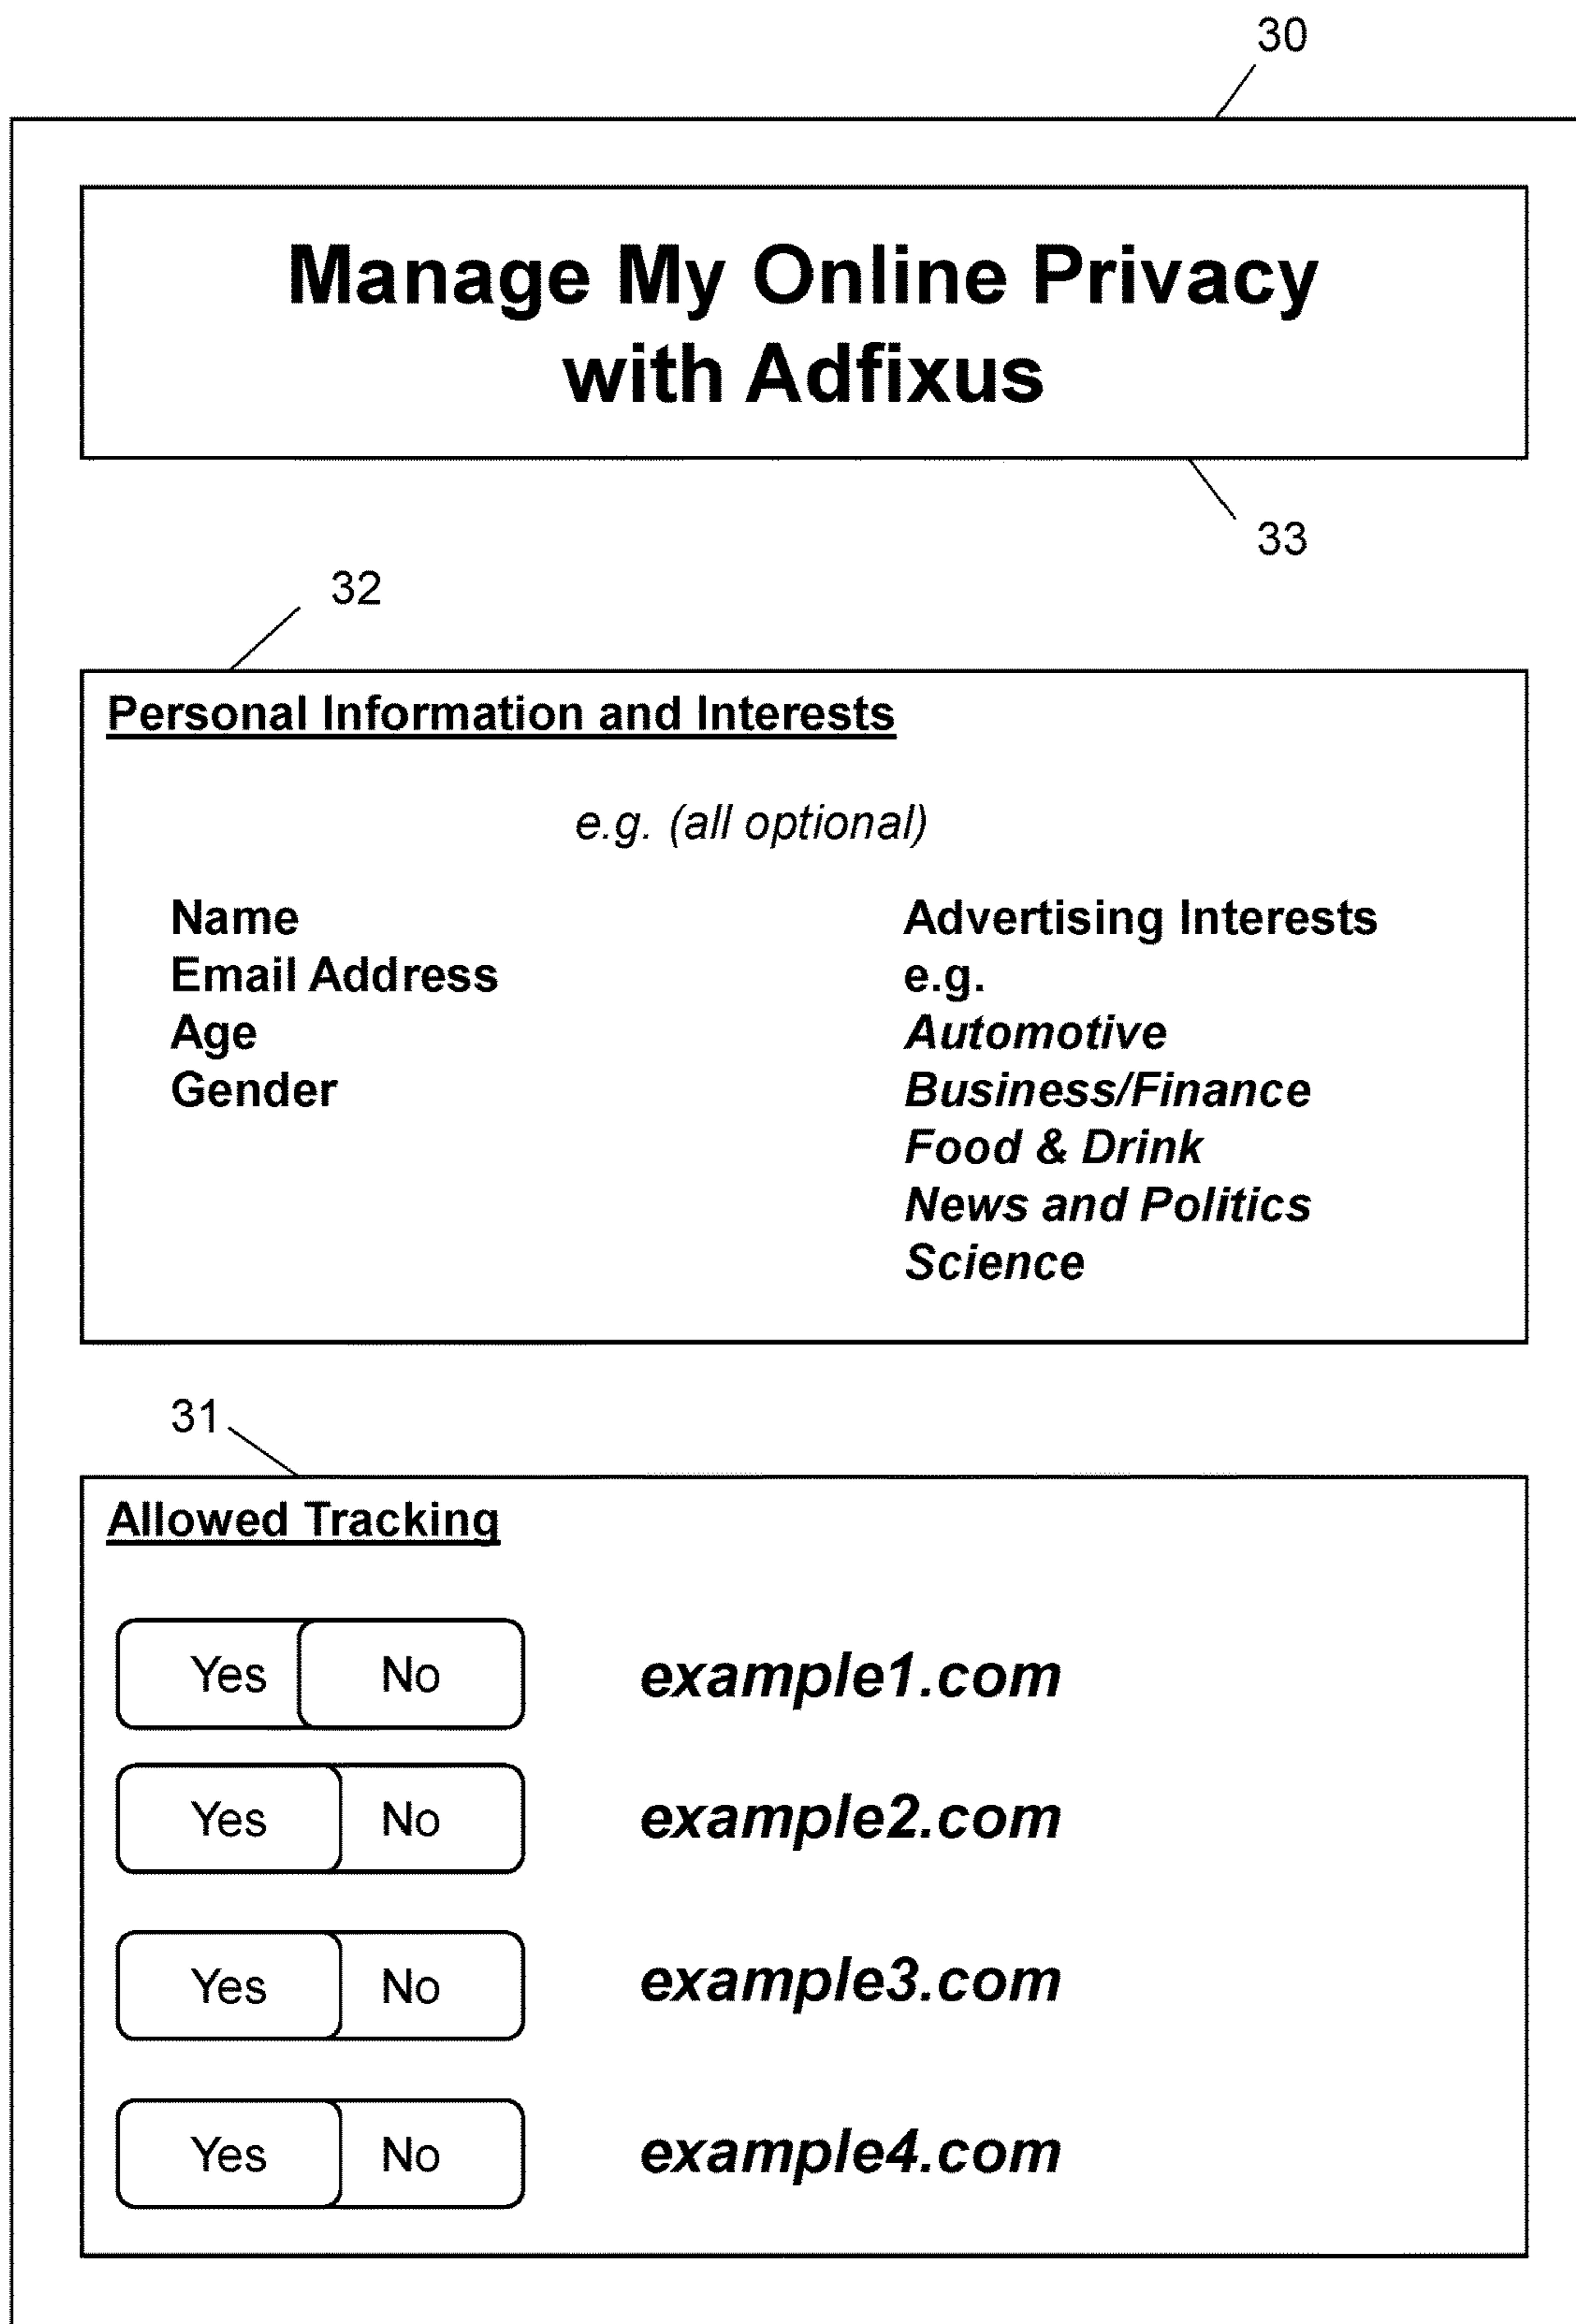 30
Manage My Online Privacy
with Adfixus
33
32
Personal Information and Interests
e.g. (all optional)
Name
Email Address
Age
Gender
Advertising Interests
e.g.
Automotive
Business/Finance
Food & Drink
News and Politics
Science
31
Allowed Tracking
Yes No example1.com
Yes No example2.com
Yes No example3.com
Yes No example4.com